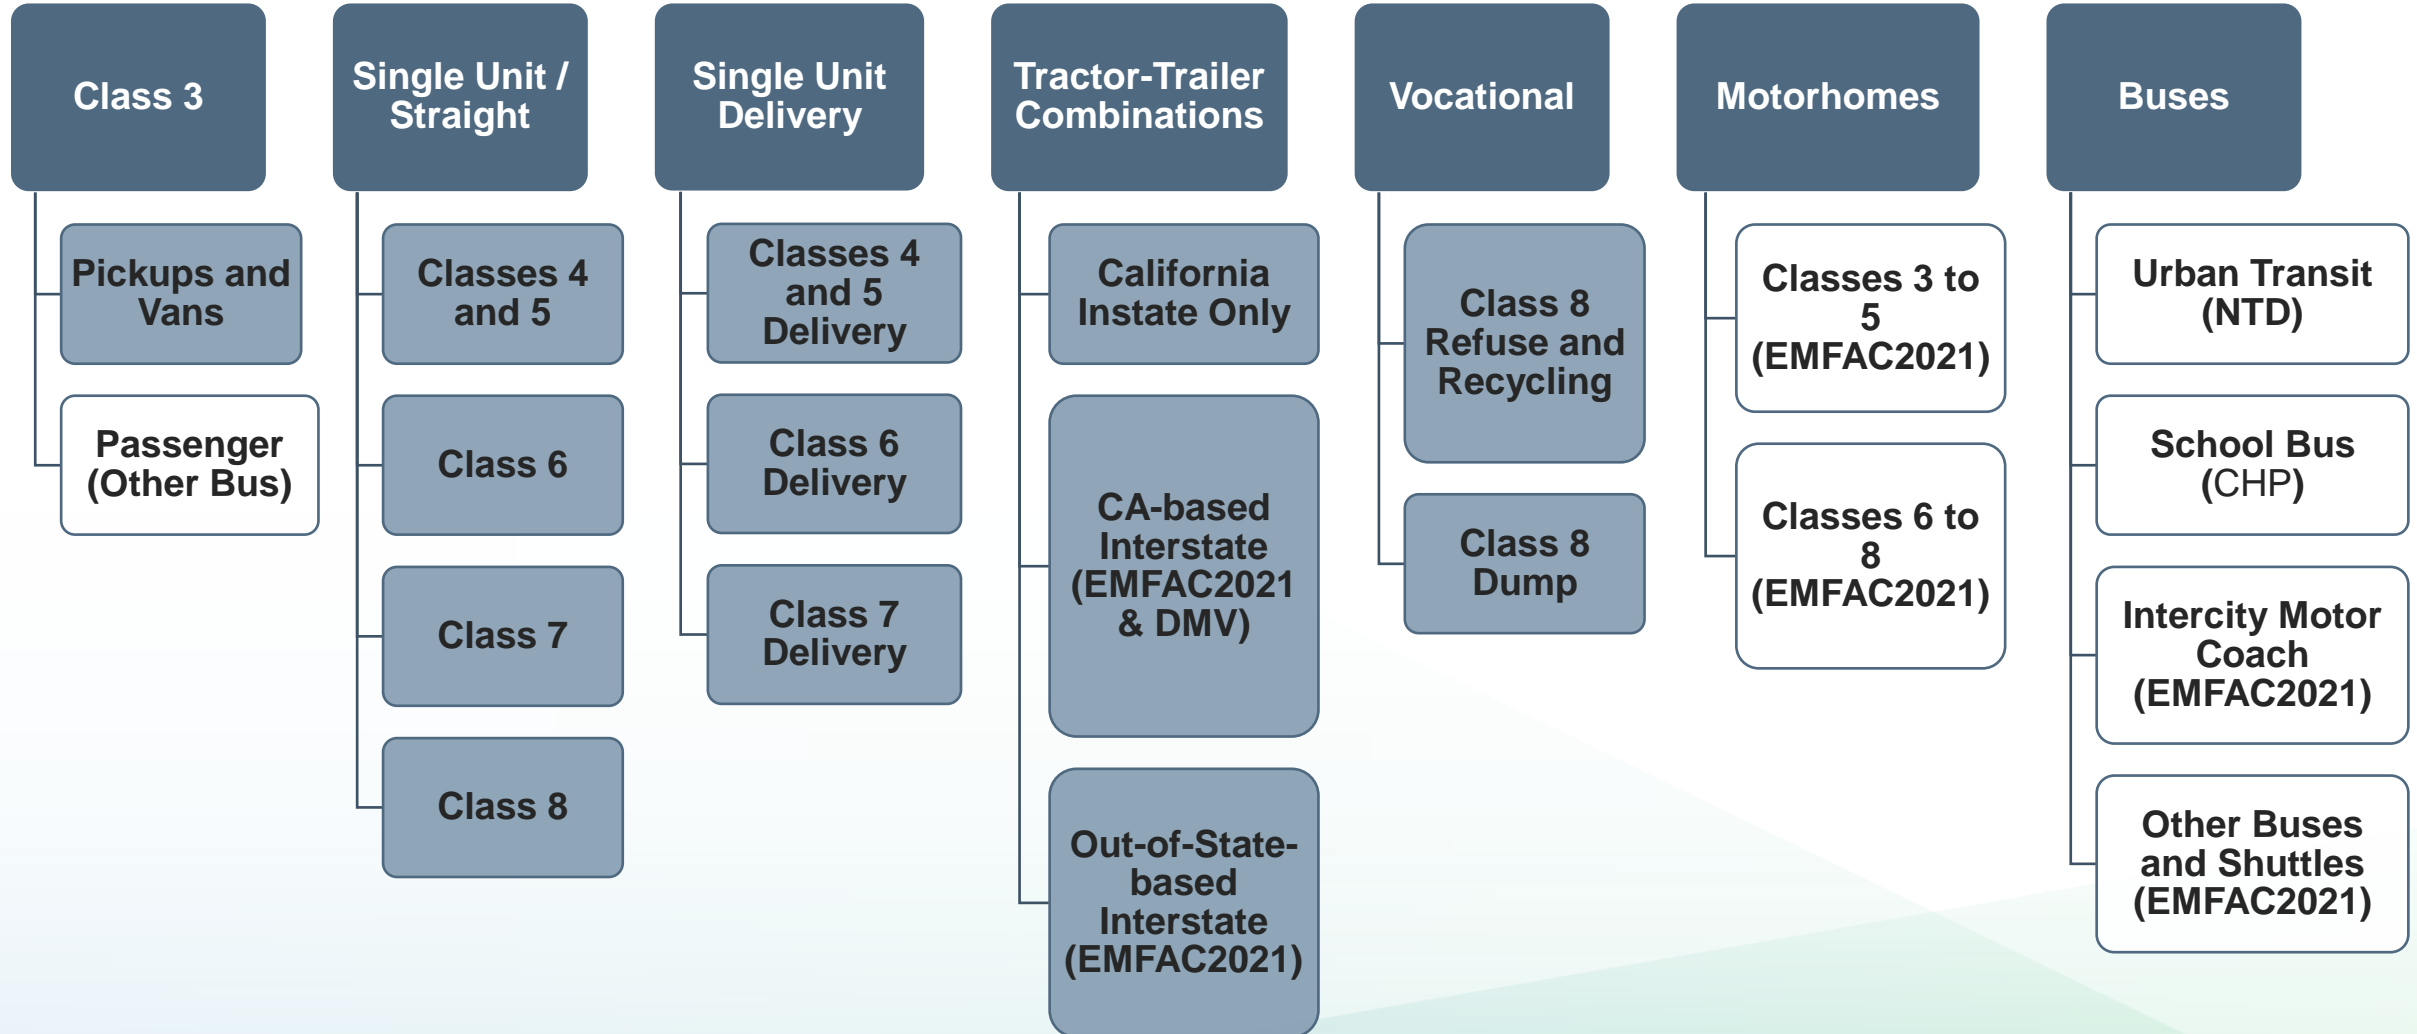 Class 3
Pickups and
Vans
Passenger
(Other Bus)
Single Unit /
Straight
Classes 4
and 5
Class 6
Class 7
Class 8
Single Unit
Delivery
Classes 4
and 5
Delivery
Class 6
Delivery
Class 7
Delivery
Tractor-Trailer
Combinations
California
Instate Only
CA-based
Interstate
(EMFAC2021
& DMV)
Out-of-State-
based
Interstate
(EMFAC2021)
Vocational
Class 8
Refuse and
Recycling
Class 8
Dump
Motorhomes
Classes 3 to
5
(EMFAC2021)
Classes 6 to
8
(EMFAC2021)
Buses
Urban Transit
(NTD)
School Bus
(CHP)
Intercity Motor
Coach
(EMFAC2021)
Other Buses
and Shuttles
(EMFAC2021)